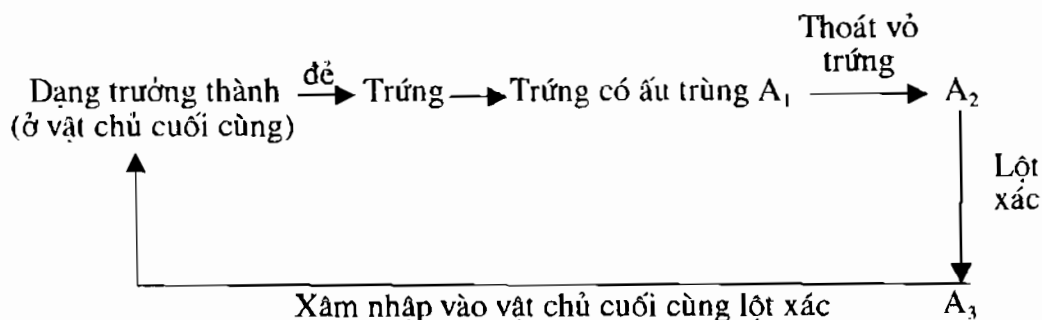 Thoát vỏ
trứng
Dạng trưởng thành đẻ Trứng Trứng có ấu trùng A₁ A₂
(ở vật chủ cuối cùng)
Lột
xác
Xâm nhập vào vật chủ cuối cùng lột xác A₃